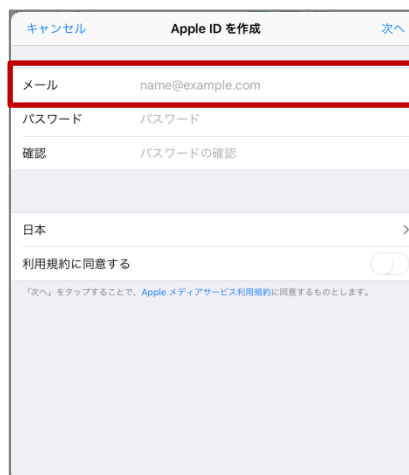 キャンセル Apple ID を作成 次へ
メール name@example.com
パスワード パスワード
確認 パスワードの確認
日本
利用規約に同意する
「次へ」をタップすることで、Apple メディアサービス利用規約に同意するものとします。